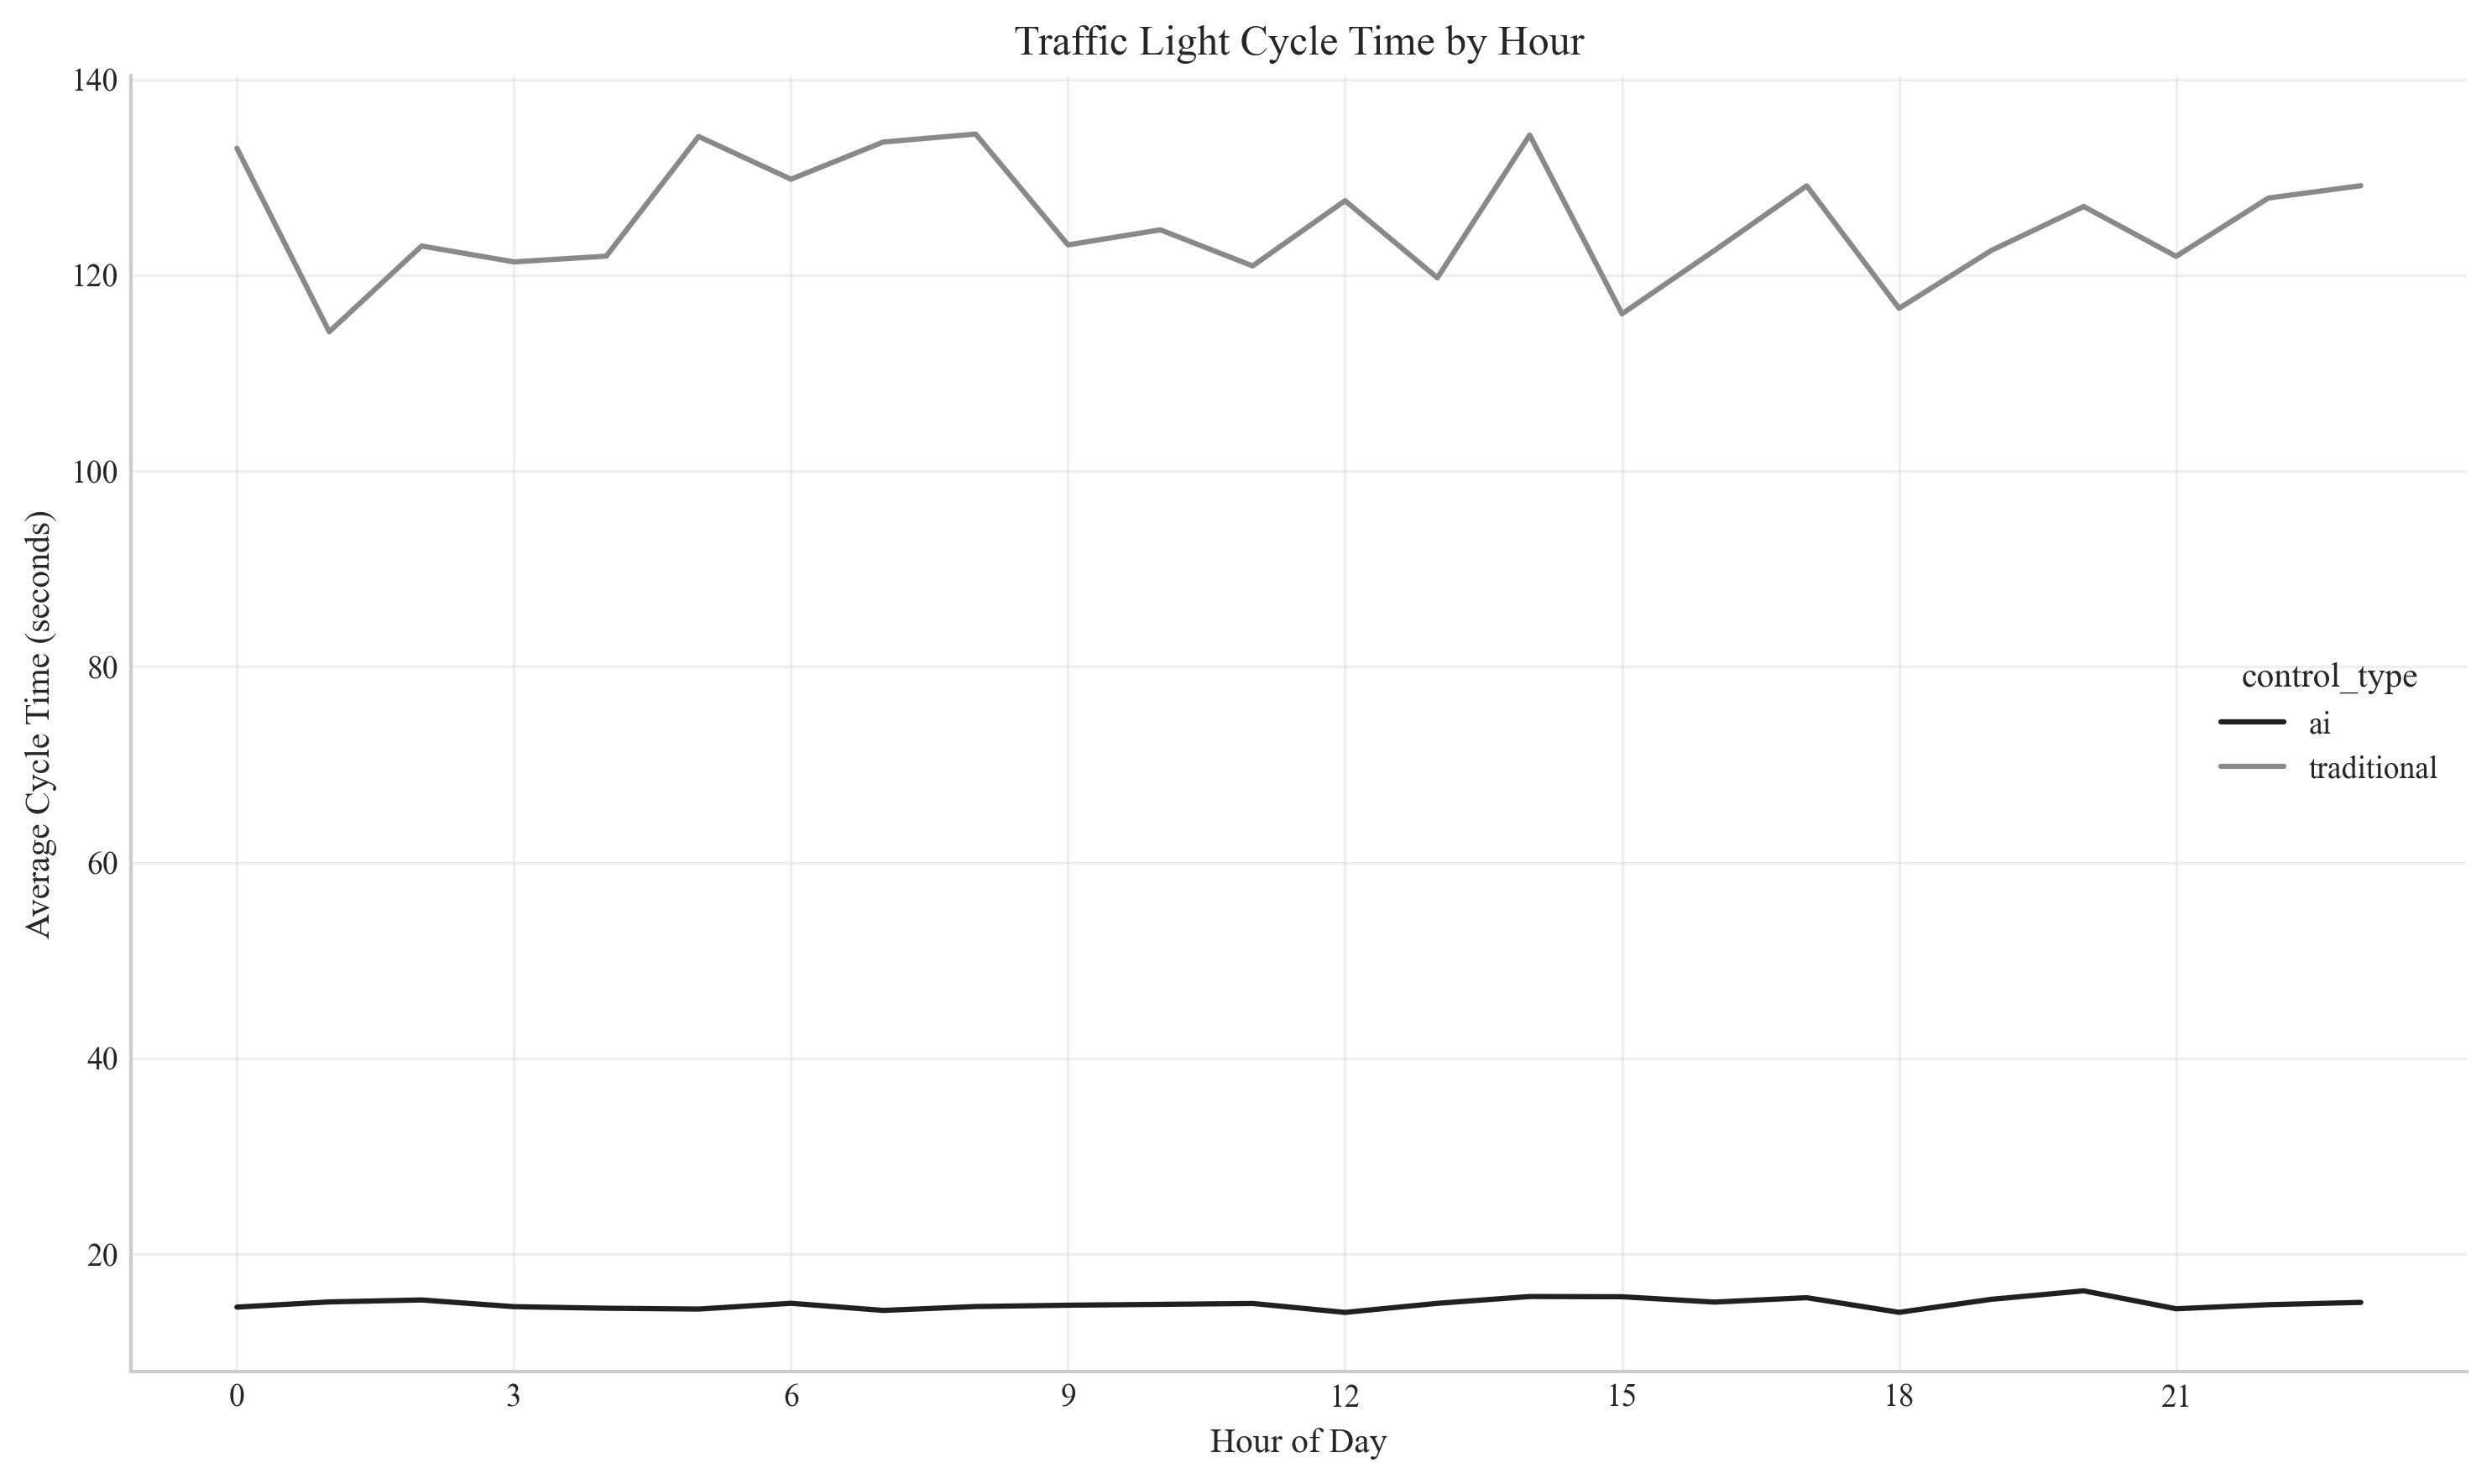 Traffic Light Cycle Time by Hour
140
120
100
80
60
40
20
Average Cycle Time (seconds)
control_type
ai
traditional
0 3 6 9 12 15 18 21
Hour of Day